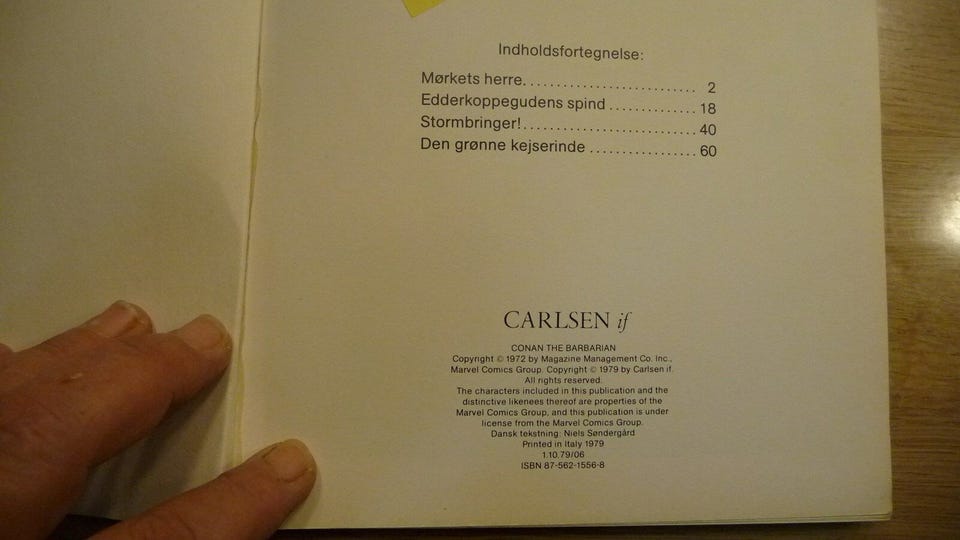 Indholdsfortegnelse:
Mørkets herre.......................... 2
Edderkoppegudens spind ............. 18
Stormbringer!.......................... 40
Den grønne kejserinde ................ 60
CARLSEN if
CONAN THE BARBARIAN
Copyright © 1972 by Magazine Management Co. Inc.,
Marvel Comics Group. Copyright © 1979 by Carlsen if.
All rights reserved.
The characters included in this publication and the
distinctive likenees thereof are properties of the
Marvel Comics Group, and this publication is under
license from the Marvel Comics Group.
Dansk tekstning: Niels Søndergård
Printed in Italy 1979
1.10.79/06
ISBN 87-562-1556-8